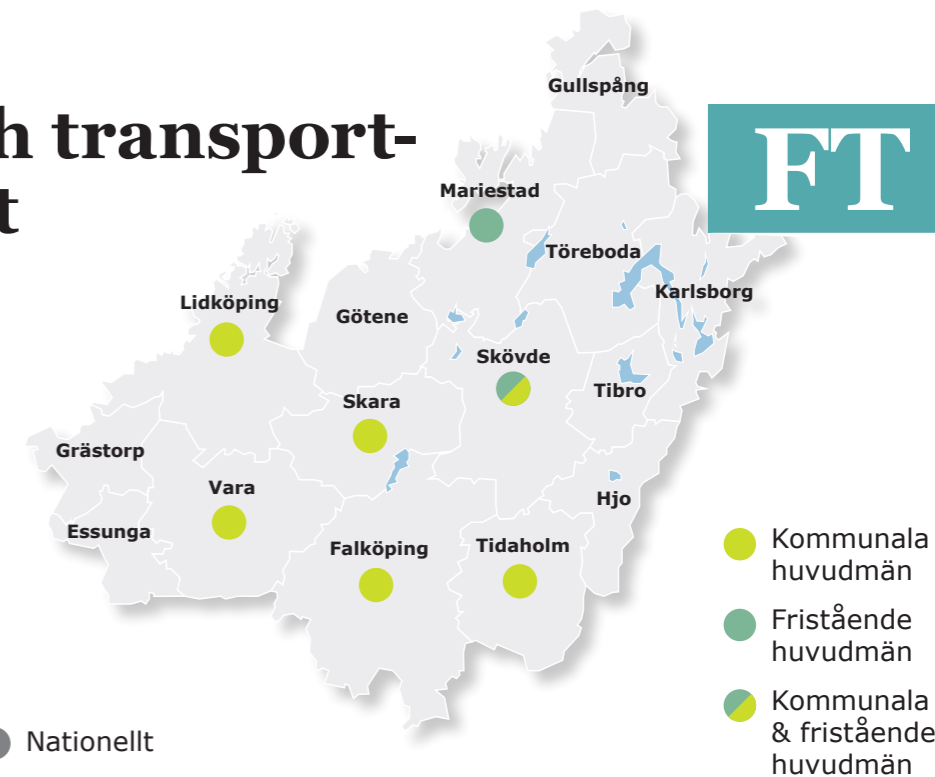 h transport-
t
FT
Gullspång
Mariestad
Töreboda
Karlsborg
Lidköping
Götene
Skövde
Tibro
Skara
Grästorp
Vara
Hjo
Essunga
Falköping
Tidaholm
Kommunala
huvudmän
Fristående
huvudmän
Kommunala
& fristående
huvudmän
Nationellt